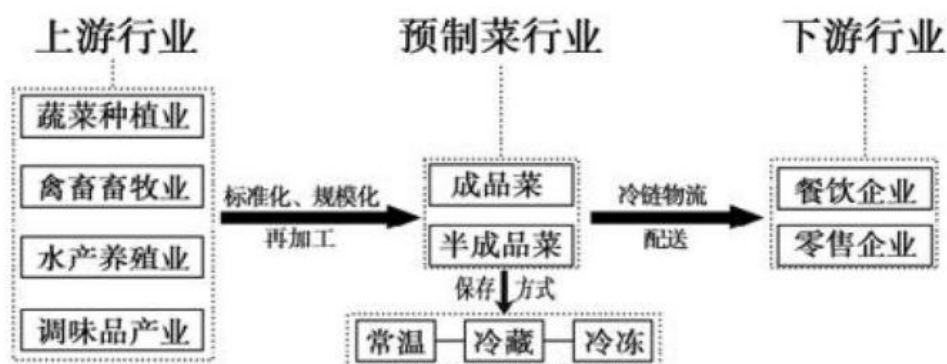 上游行业
预制菜行业
下游行业
蔬菜种植业
禽畜畜牧业
水产养殖业
调味品产业
标准化、规模化
再加工
成品菜
半成品菜
冷链物流
配送
餐饮企业
零售企业
保存 方式
常温
冷藏
冷冻